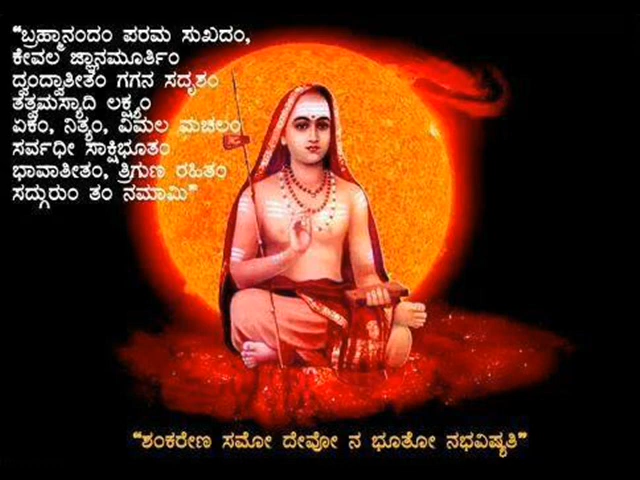 “ಬ್ರಹ್ಮಾನಂದಂ ಪರಮ ಸುಖದಂ,
ಕೇವಲ ಜ್ಞಾನಮೂರ್ತಿಂ
ದ್ವಂದ್ವಾತೀತಂ ಗಗನ ಸದೃಶಂ
ತತ್ವಮಸ್ಯಾದಿ ಲಕ್ಷ್ಯಂ
ಏಕಂ, ನಿತ್ಯಂ, ವಿಮಲ ಮಚಲಂ
ಸರ್ವಧೀ ಸಾಕ್ಷಿಭೂತಂ
ಭಾವಾತೀತಂ, ತ್ರಿಗುಣ ರಹಿತಂ
ಸದ್ಗುರುಂ ತಂ ನಮಾಮಿ”
“ಶಂಕರೇಣ ಸಮೋ ದೇವೋ ನ ಭೂತೋ ನಭವಿಷ್ಯತಿ”